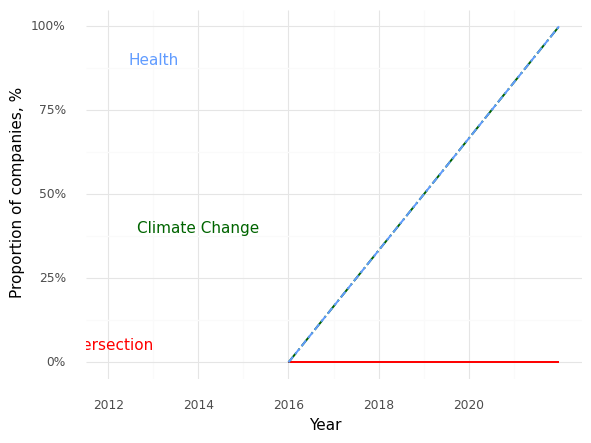 100%
Health
75%
50%
Climate Change
25%
ersection
0%
2012 2014 2016 2018 2020
Year
Proportion of companies, %